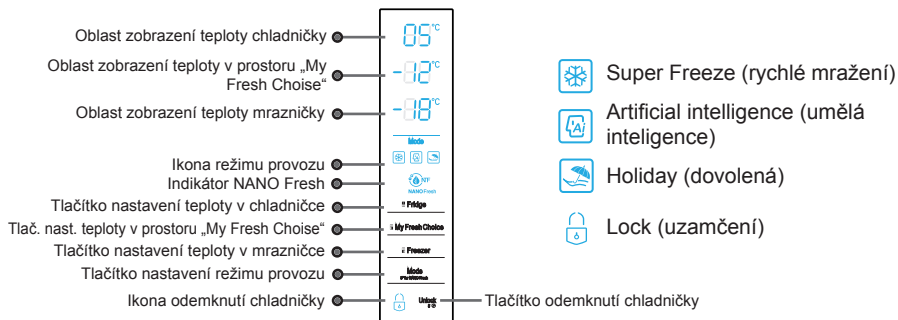 Oblast zobrazení teploty chladničky
Oblast zobrazení teploty v prostoru „My
Fresh Choise“
Oblast zobrazení teploty mrazničky
Ikona režimu provozu
Indikátor NANO Fresh
Tlačítko nastavení teploty v chladničce
Tlač. nast. teploty v prostoru „My Fresh Choise“
Tlačítko nastavení teploty v mrazničce
Tlačítko nastavení režimu provozu
Ikona odemknutí chladničky
05°C
-12°C
-18°C
Mode
NANO Fresh
Fridge
My Fresh Choice
Freezer
Mode
Unlock
Tlačítko odemknutí chladničky
Super Freeze (rychlé mražení)
Ai
Artificial intelligence (umělá
inteligence)
Holiday (dovolená)
Lock (uzamčení)